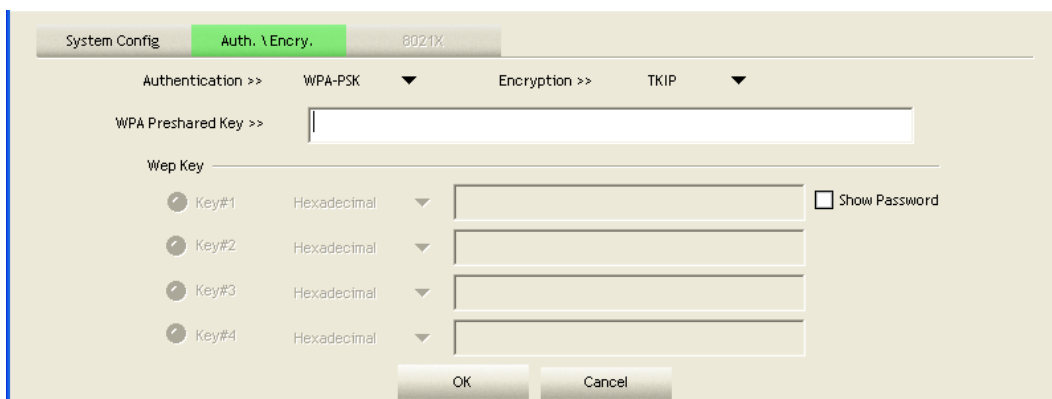 System Config Auth. \ Encry. 8021X
Authentication >> WPA-PSK Encryption >> TKIP
WPA Preshared Key >>
Wep Key
Key#1 Hexadecimal Show Password
Key#2 Hexadecimal
Key#3 Hexadecimal
Key#4 Hexadecimal
OK Cancel